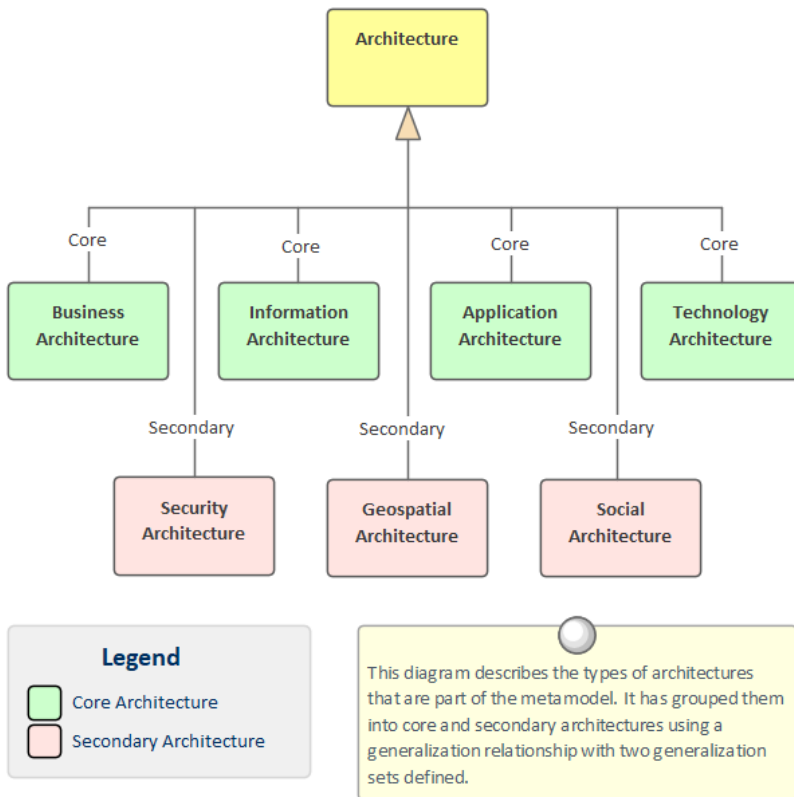 Architecture
Core
Core
Core
Core
Business
Architecture
Information
Architecture
Application
Architecture
Technology
Architecture
Secondary
Secondary
Secondary
Security
Architecture
Geospatial
Architecture
Social
Architecture
Legend
Core Architecture
Secondary Architecture
This diagram describes the types of architectures
that are part of the metamodel. It has grouped them
into core and secondary architectures using a
generalization relationship with two generalization
sets defined.